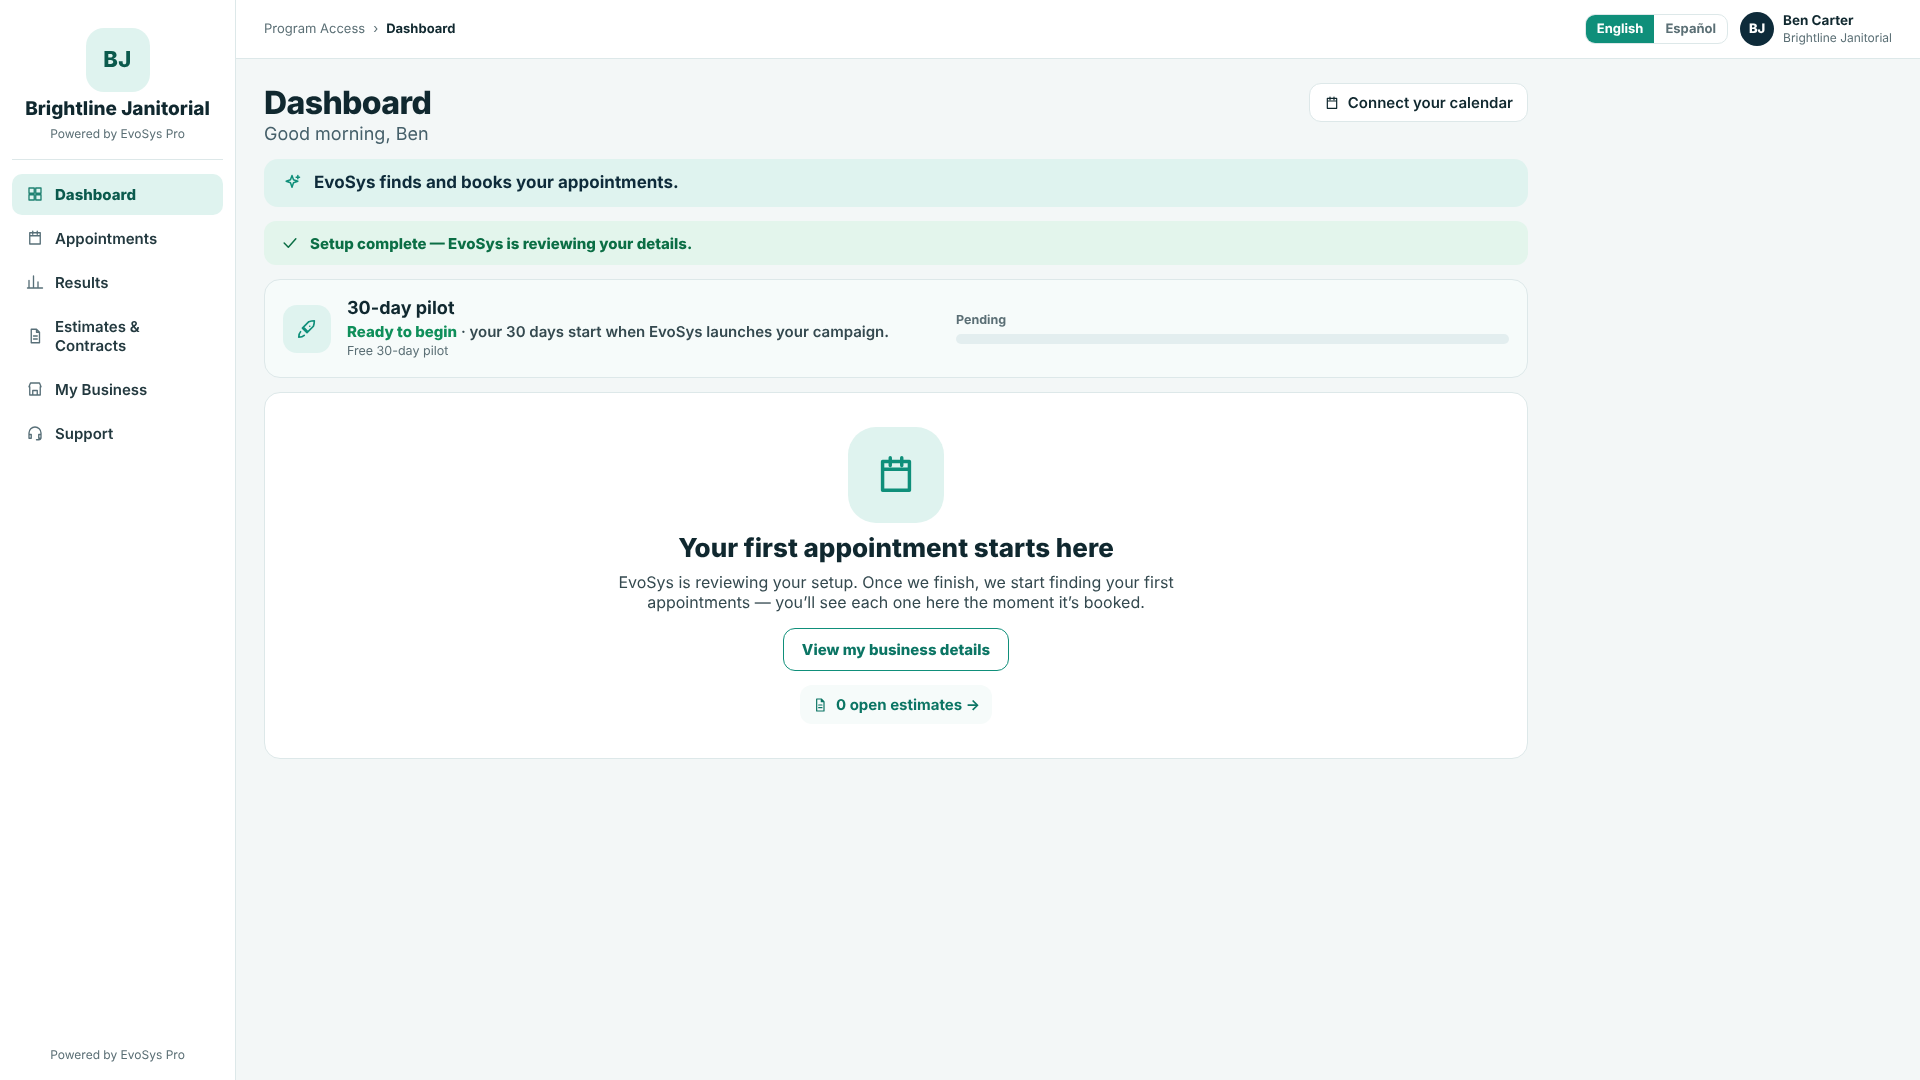 BJ
Brightline Janitorial
Powered by EvoSys Pro
Dashboard
Appointments
Results
Estimates &
Contracts
My Business
Support
Powered by EvoSys Pro
Program Access › Dashboard
English
Español
BJ
Ben Carter
Brightline Janitorial
Dashboard
Good morning, Ben
Connect your calendar
EvoSys finds and books your appointments.
Setup complete — EvoSys is reviewing your details.
30-day pilot
Ready to begin · your 30 days start when EvoSys launches your campaign.
Free 30-day pilot
Pending
Your first appointment starts here
EvoSys is reviewing your setup. Once we finish, we start finding your first
appointments — you’ll see each one here the moment it’s booked.
View my business details
0 open estimates →